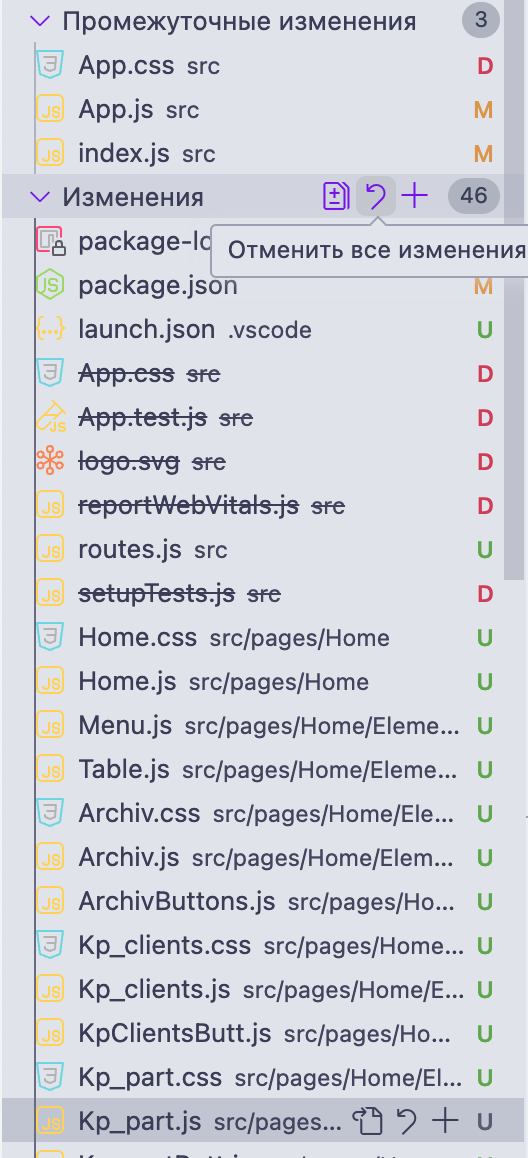 Промежуточные изменения 3
App.css src D
App.js src M
index.js src M
Изменения 46
package-lo
Отменить все изменения
package.json M
launch.json .vscode U
App.css src D
App.test.js src D
logo.svg src D
reportWebVitals.js src D
routes.js src U
setupTests.js src D
Home.css src/pages/Home U
Home.js src/pages/Home U
Menu.js src/pages/Home/Eleme... U
Table.js src/pages/Home/Eleme... U
Archiv.css src/pages/Home/Ele... U
Archiv.js src/pages/Home/Elem... U
ArchivButtons.js src/pages/Ho... U
Kp_clients.css src/pages/Home... U
Kp_clients.js src/pages/Home/E... U
KpClientsButt.js src/pages/Ho... U
Kp_part.css src/pages/Home/El... U
Kp_part.js src/pages... U